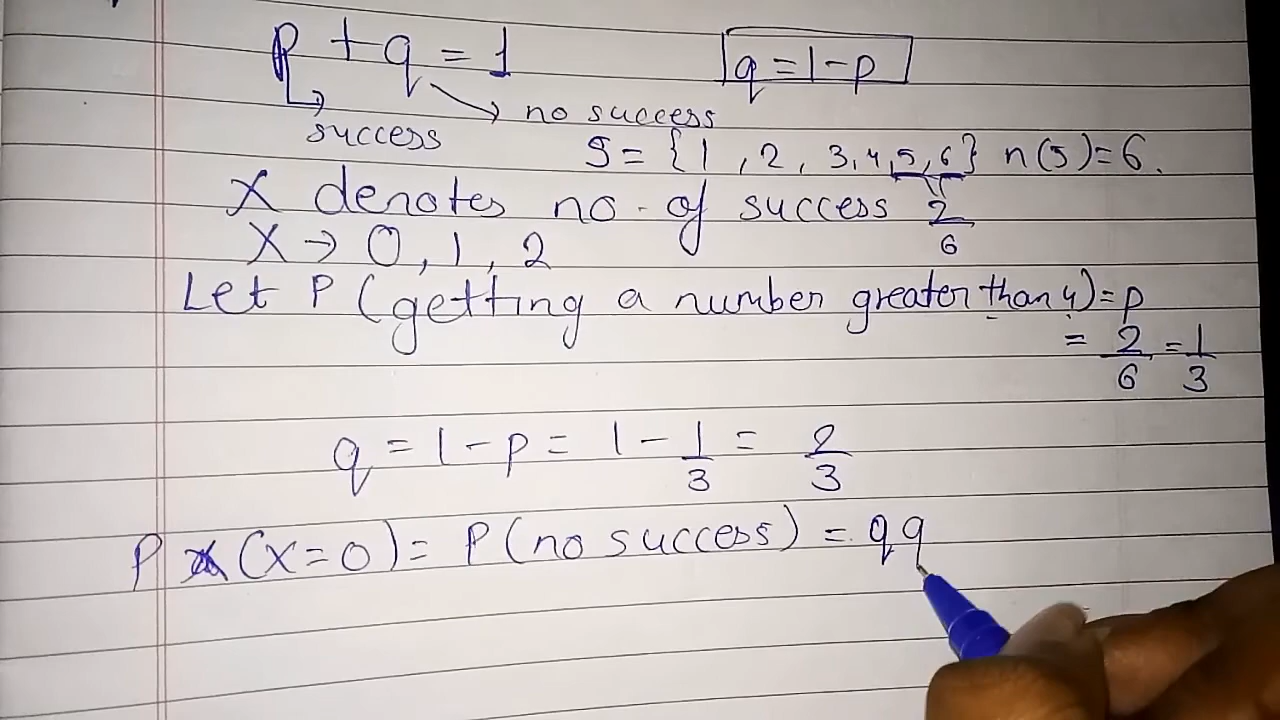 p + q = 1 q = 1 - p
success no success
S = {1, 2, 3, 4, 5, 6} n(S) = 6.
X denotes no. of success 2/6
X → 0, 1, 2
Let P (getting a number greater than 4) = p
= 2/6 = 1/3
q = 1 - p = 1 - 1/3 = 2/3
P (X = 0) = P (no success) = qq